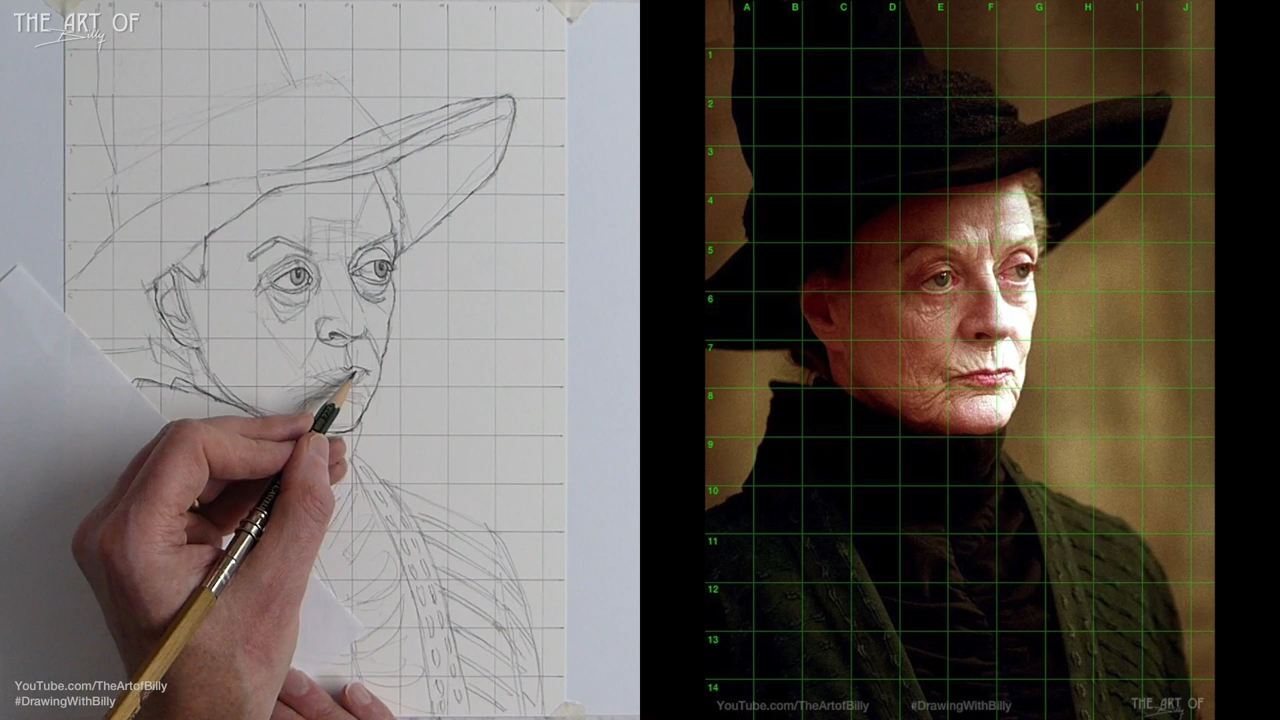 THE ART OF
Billy
YouTube.com/TheArtofBilly
#DrawingWithBilly
A B C D E F G H I J
1
2
3
4
5
6
7
8
9
10
11
12
13
14
YouTube.com/TheArtofBilly #DrawingWithBilly
THE ART OF